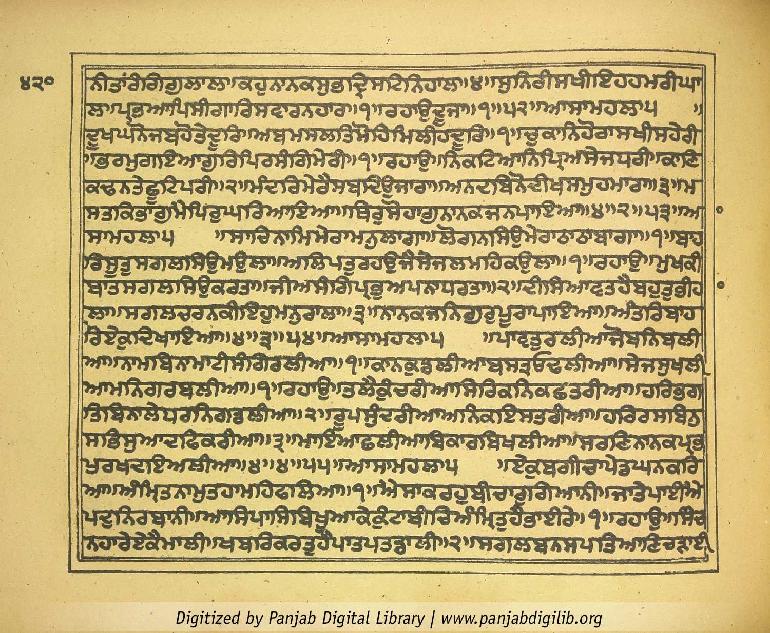 ੪੨੦
ਨੀਤਾਂਰੀਰਿਗੁਲਾਲਾ॥ਕਹੁਨਾਨਕਸੁਭਦ੍ਰਿਸਟਿਨਿਹਾਲਾ॥੪॥ਸੁਨਿਰੀਸਖੀਇਹਹਮਰੀਘਾ
ਲ॥ਪ੍ਰਭਆਪਿਸੀਗਾਰਿਸਵਾਰਨਹਾਰਾ॥੧॥ਰਹਾਉਦੂਜਾ॥੧॥੫੨॥ਆਸਾਮਹਲਾ੫ ॥
ਦੂਖਘਨੋਜਬਹੋਤੇਦੂਰਿ॥ਅਬਮਸਲਤਿਮੋਹਿਮਿਲੀਹਦੂਰਿ॥੧॥ਚੁਕਾਨਿਹੋਰਾਸਖੀਸਹੇਰੀ
॥ਭਰਮੁਗਇਆਗੁਰਿਪਿਰਸੰਗਿਮੇਰੀ॥੧॥ਰਹਾਉ॥ਨਿਕਟਿਆਨਿਪ੍ਰਿਅਸੇਜਧਰੀ॥ਕਾਣਿ
ਕਢਨਤੇਛੂਟਿਪਰੀ॥੨॥ਮੰਦਰਿਮੇਰੈਸਬਦਿਉਜਾਰਾ॥ਅਨਦਬਿਨੋਦੀਖਸਮੁਹਮਾਰਾ॥੩॥ਮ
ਸਤਕਿਭਾਗੁਮੈਪਿਰੁਘਰਿਆਇਆ॥ਥਿਰੁਸੋਹਾਗੁਨਾਨਕਜਨਪਾਇਆ॥੪॥੨॥੫੩॥ਅ
ਸਾਮਹਲਾ੫ ॥ਸਾਚਿਨਾਮਿਮੇਰਾਮਨੁਲਾਗਾ॥ਲੋਗਨਸਿਉਮੇਰਾਠਾਠਾਬਾਗਾ॥੧॥ਬਾਹ
ਰਿਸੂਤੁਸਗਲਸਿਉਮਉਲਾ॥ਅਲਿਪਤੁਰਹਉਜੈਸੇਜਲਮਹਿਕਉਲਾ॥੧॥ਰਹਾਉ॥ਮੁਖਕੀ
ਬਾਤਸਗਲਸਿਉਕਰਤਾ॥ਜੀਅਸੰਗਿਪ੍ਰਭੁਅਪੁਨਾਧਰਤਾ॥੨॥ਦੀਸਿਆਵਤਹੈਬਹੁਤੁਭੀਹ
ਲਾ॥ਸਗਲਚਰਨਕੀਇਹੁਮਨੁਰਾਲਾ॥੩॥ਨਾਨਕਜਨਿਗੁਰੁਪੂਰਾਪਾਇਆ॥ਅੰਤਰਿਬਾਹ
ਰਿਏਕੁਦਿਖਾਇਆ॥੪॥੩॥੫੪॥ਆਸਾਮਹਲਾ੫ ॥ਪਾਵਤੁਰਲੀਆਜੋਬਨਿਬਲੀ
ਆ॥ਨਾਮਬਿਨਾਮਾਟੀਸੰਗਿਰਲੀਆ॥੧॥ਕਾਨਕੁੰਡਲੀਆਬਸਤ੍ਰਓਢਲੀਆ॥ਸੇਜਸੁਖਲੀ
ਆਮਨਿਗਰਬਲੀਆ॥੧॥ਰਹਾਉ॥ਤਲੈਕੁੰਚਰੀਆਸਿਰਿਕਨਿਕਛਤਰੀਆ॥ਹਰਿਭਗ
ਤਿਬਿਨਾਲੇਧਰਨਿਗਡਲੀਆ॥੨॥ਰੂਪਸੁੰਦਰੀਆਅਨਿਕਇਸਤਰੀਆ॥ਹਰਿਰਸਬਿਨੁ
ਸਭਿਸੁਆਦਫਿਕਰੀਆ॥੩॥ਮਾਇਆਛਲੀਆਬਿਕਾਰਬਿਖਲੀਆ॥ਸਰਣਿਨਾਨਕਪ੍ਰਭ
ਪੁਰਖਦਇਅਲੀਆ॥੪॥੪॥੫੫॥ਆਸਾਮਹਲਾ੫ ॥ਏਕੁਬਗੀਚਾਪੇਡਘਨਕਰਿ
ਆ॥ਅੰਮ੍ਰਿਤਨਾਮੁਤਹਾਮਹਿਫਲਿਆ॥੧॥ਐਸਾਕਰਹੁਬੀਚਾਰੁਗਿਆਨੀ॥ਜਾਤੇਪਾਈਐ
ਪਦੁਨਿਰਬਾਨੀ॥ਆਸਿਪਾਸਿਬਿਖੂਆਕੇਕੁੰਟਾਬੀਚਿਅੰਮ੍ਰਿਤੁਹੈਭਾਈਰੇ॥੧॥ਰਹਾਉ॥ਸਿੰਚ
ਨਹਾਰੇਏਕੈਮਾਲੀ॥ਖਬਰਿਕਰਤੁਹੈਪਾਤਪਤਡਾਲੀ॥੨॥ਸਗਲਬਨਸਪਤਿਆਣਿਜੜਾਈ
Digitized by Panjab Digital Library | www.panjabdigilib.org